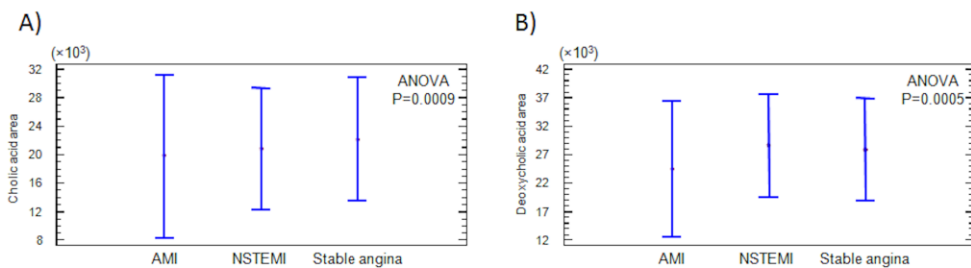 A)
(×10³)
32
28
24
20
16
12
8
Cholic acid area
ANOVA
P=0.0009
AMI NSTEMI Stable angina
B)
(×10³)
42
37
32
27
22
17
12
Deoxycholic acid area
ANOVA
P=0.0005
AMI NSTEMI Stable angina